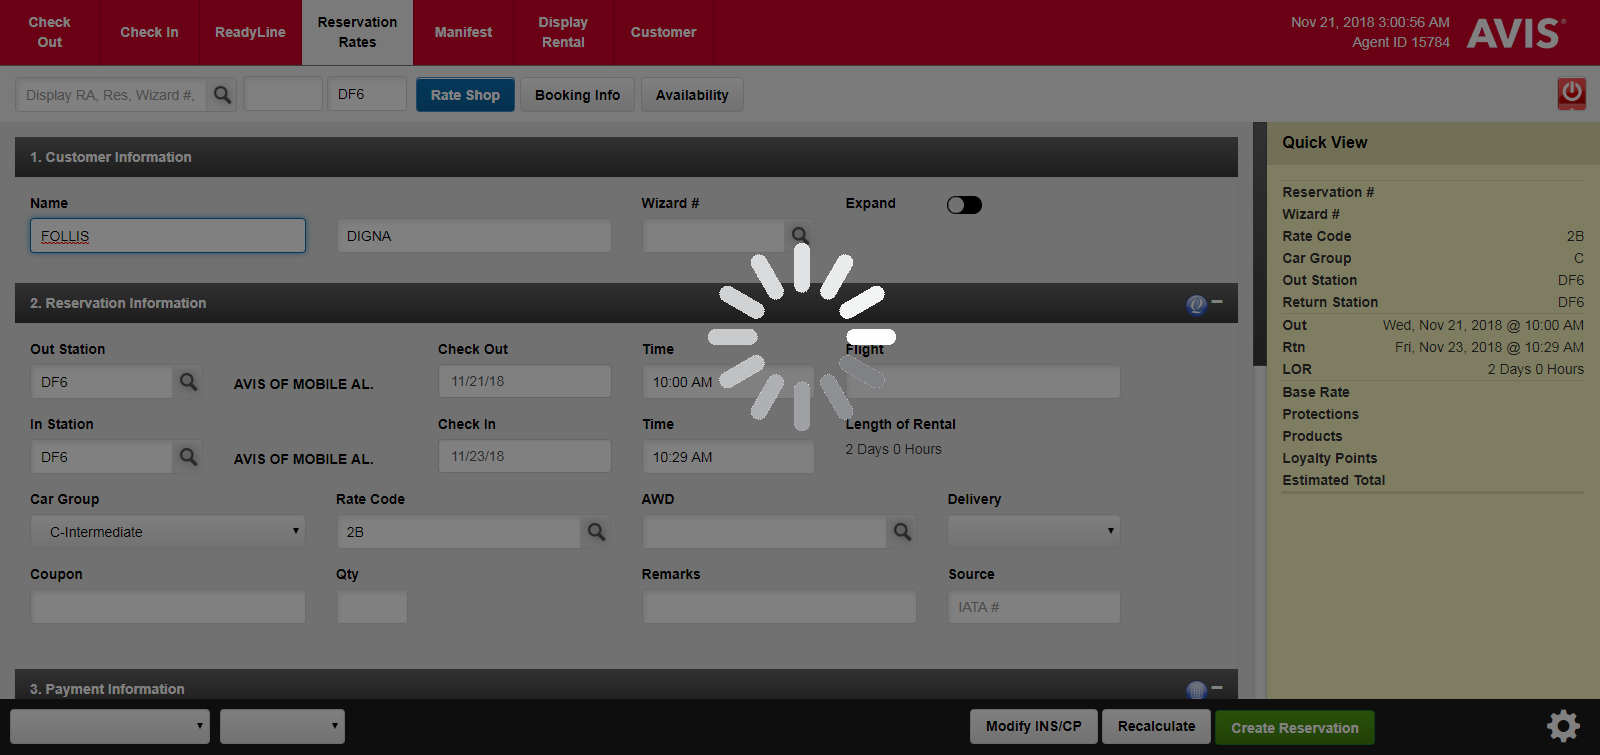 Check Out
Check In
ReadyLine
Reservation Rates
Manifest
Display Rental
Customer
Nov 21, 2018 3:00:56 AM
Agent ID 15784
AVIS
Display RA, Res, Wizard #,
DF6
Rate Shop
Booking Info
Availability
1. Customer Information
Name
Wizard #
Expand
FOLLIS
DIGNA
2. Reservation Information
Out Station
Check Out
Time
Flight
DF6
AVIS OF MOBILE AL.
11/21/18
10:00 AM
In Station
Check In
Time
Length of Rental
DF6
AVIS OF MOBILE AL.
11/23/18
10:29 AM
2 Days 0 Hours
Car Group
Rate Code
AWD
Delivery
C-Intermediate
2B
Coupon
Qty
Remarks
Source
IATA #
3. Payment Information
Quick View
Reservation #
Wizard #
Rate Code 2B
Car Group C
Out Station DF6
Return Station DF6
Out Wed, Nov 21, 2018 @ 10:00 AM
Rtn Fri, Nov 23, 2018 @ 10:29 AM
LOR 2 Days 0 Hours
Base Rate
Protections
Products
Loyalty Points
Estimated Total
Modify INS/CP
Recalculate
Create Reservation